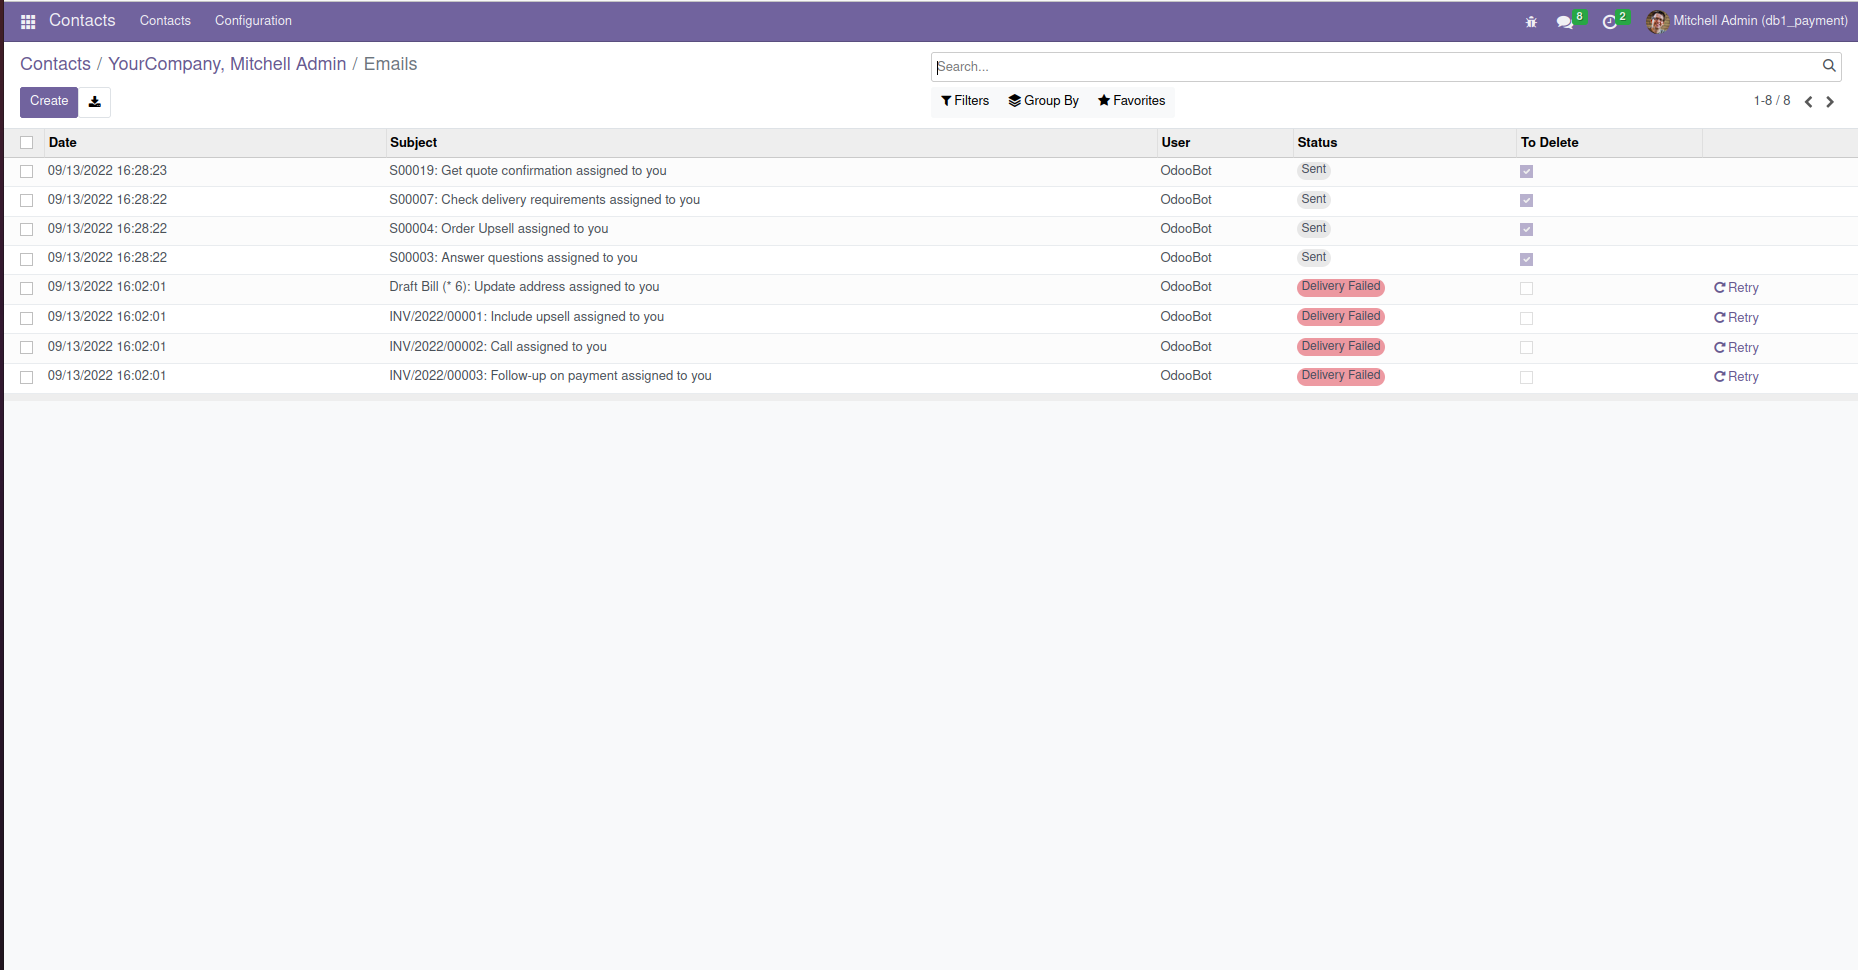 Contacts Contacts Configuration 8 2 Mitchell Admin (db1_payment)
Contacts / YourCompany, Mitchell Admin / Emails
Search...
Create Filters Group By Favorites 1-8 / 8
Date Subject User Status To Delete
09/13/2022 16:28:23 S00019: Get quote confirmation assigned to you OdooBot Sent
09/13/2022 16:28:22 S00007: Check delivery requirements assigned to you OdooBot Sent
09/13/2022 16:28:22 S00004: Order Upsell assigned to you OdooBot Sent
09/13/2022 16:28:22 S00003: Answer questions assigned to you OdooBot Sent
09/13/2022 16:02:01 Draft Bill (* 6): Update address assigned to you OdooBot Delivery Failed Retry
09/13/2022 16:02:01 INV/2022/00001: Include upsell assigned to you OdooBot Delivery Failed Retry
09/13/2022 16:02:01 INV/2022/00002: Call assigned to you OdooBot Delivery Failed Retry
09/13/2022 16:02:01 INV/2022/00003: Follow-up on payment assigned to you OdooBot Delivery Failed Retry